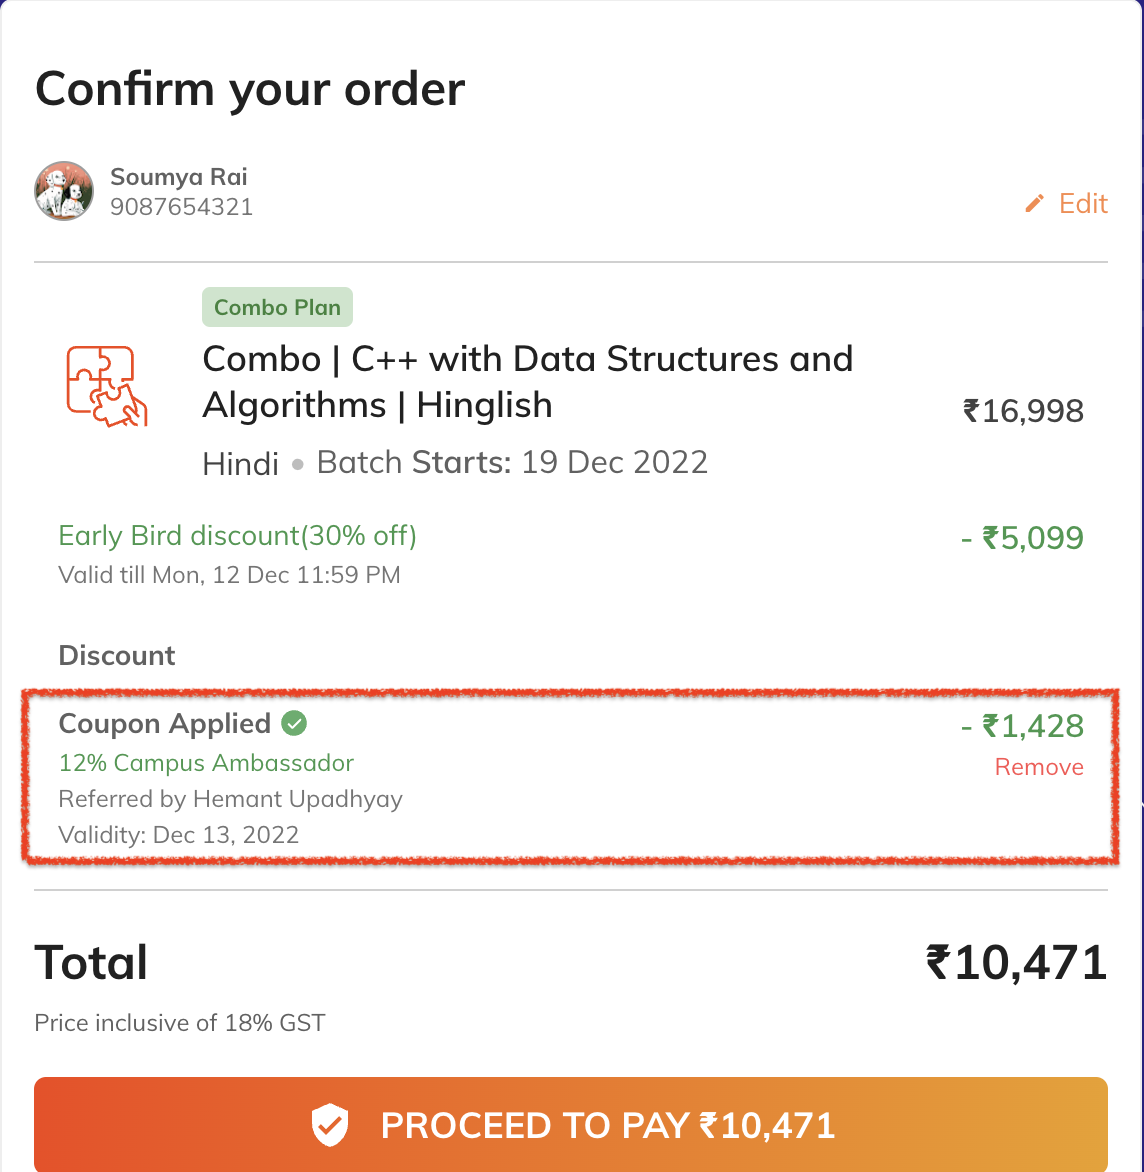 Confirm your order
Soumya Rai
9087654321
Edit
Combo Plan
Combo | C++ with Data Structures and
Algorithms | Hinglish
₹16,998
Hindi • Batch Starts: 19 Dec 2022
Early Bird discount(30% off)
- ₹5,099
Valid till Mon, 12 Dec 11:59 PM
Discount
Coupon Applied
- ₹1,428
12% Campus Ambassador
Remove
Referred by Hemant Upadhyay
Validity: Dec 13, 2022
Total
₹10,471
Price inclusive of 18% GST
PROCEED TO PAY ₹10,471